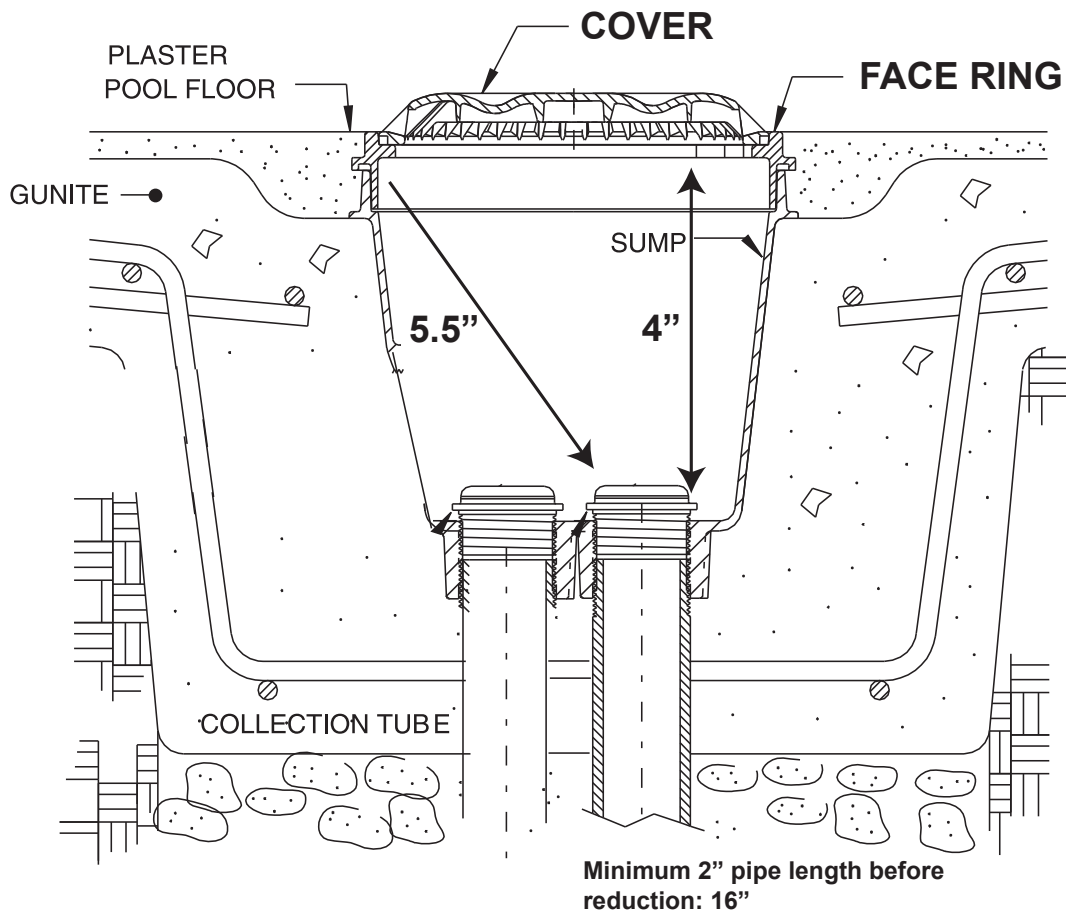 COVER
PLASTER
POOL FLOOR
FACE RING
GUNITE
SUMP
5.5”
4”
COLLECTION TUBE
Minimum 2” pipe length before
reduction: 16”